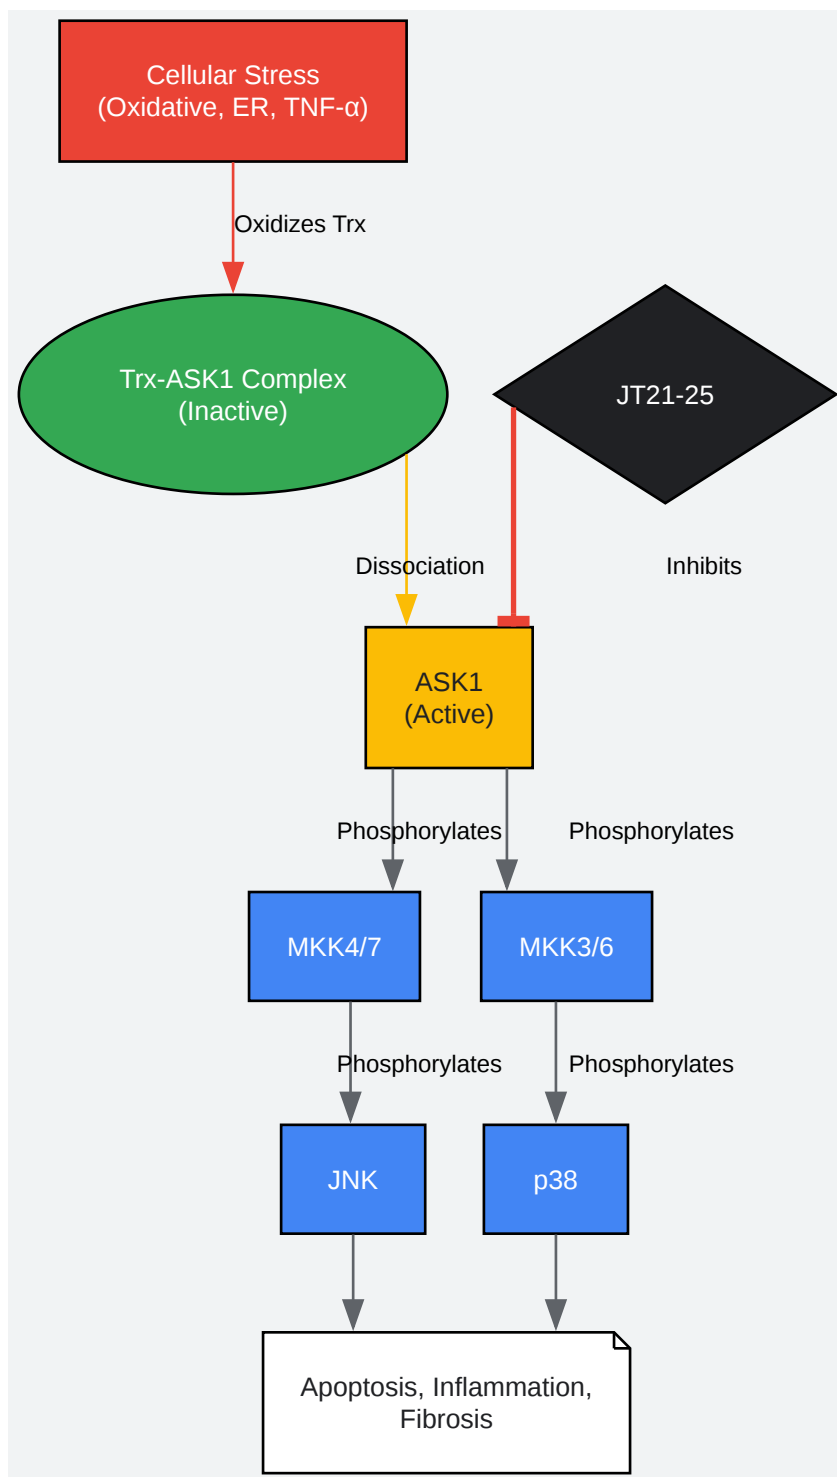 Cellular Stress
(Oxidative, ER, TNF-α)
Oxidizes Trx
Trx-ASK1 Complex
(Inactive)
JT21-25
Dissociation
Inhibits
ASK1
(Active)
Phosphorylates
Phosphorylates
MKK4/7
MKK3/6
Phosphorylates
Phosphorylates
JNK
p38
Apoptosis, Inflammation,
Fibrosis